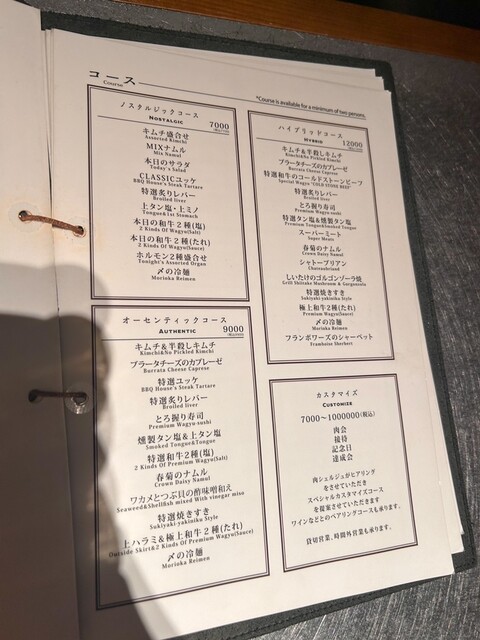 コース
Course
*Course is available for a minimum of two persons.
ノスタルジックコース
NOSTALGIC
7000
キムチ盛合せ
Assorted Kimchi
MIXナムル
Mix Namul
本日のサラダ
Today's Salad
CLASSICユッケ
BBQ House's Steak Tartare
特選炙りレバー
Broiled liver
上タン塩・上ミノ
Tongue&1st Stomach
本日の和牛2種(塩)
2 Kinds Of Wagyu(Salt)
本日の和牛2種(たれ)
2 Kinds Of Wagyu(Sauce)
ホルモン2種盛合せ
Tonight's Assorted Organ
〆の冷麺
Morioka Reimen
オーセンティックコース
AUTHENTIC
9000
キムチ&半殺しキムチ
Kimchi&No Pickled Kimchi
ブラータチーズのカプレーゼ
Burrata Cheese Caprese
特選ユッケ
BBQ House's Steak Tartare
特選炙りレバー
Broiled liver
とろ握り寿司
Premium Wagyu-sushi
燻製タン塩&上タン塩
Smoked Tongue&Tongue
特選和牛2種(塩)
2 Kinds Of Premium Wagyu(Salt)
春菊のナムル
Crown Daisy Namul
ワカメとつぶ貝の酢味噌和え
Seaweed&Shellfish mixed With vinegar miso
特選焼きすき
Sukiyaki-yakiniku Style
上ハラミ&極上和牛2種(たれ)
Outside Skirt&2 Kinds Of Premium Wagyu(Sauce)
〆の冷麺
Morioka Reimen
ハイブリッドコース
HYBRID
12000
キムチ&半殺しキムチ
Kimchi&No Pickled Kimchi
ブラータチーズのカプレーゼ
Burrata Cheese Caprese
特選和牛のコールドストーンビーフ
Special Wagyu "COLD STONE BEEF"
特選炙りレバー
Broiled liver
とろ握り寿司
Premium Wagyu-sushi
特選タン塩&燻製タン塩
Premium Tongue&Smoked Tongue
スーパーミート
Super Meats
春菊のナムル
Crown Daisy Namul
シャトーブリアン
Chateaubriand
しいたけのゴルゴンゾーラ焼
Grill Shiitake Mushroom & Gorgonzola
特選焼きすき
Sukiyaki-yakiniku Style
極上和牛2種(たれ)
Premium Wagyu(Sauce)
〆の冷麺
Morioka Reimen
フランボワーズのシャーベット
Framboise Sherbert
カスタマイズ
CUSTOMIZE
7000〜1000000(税込)
肉会
接待
記念日
達成会
肉シェルジュがヒアリング
をさせていただき
スペシャルカスタマイズコース
を提案させていただきます
ワインなどとのペアリングコースも承ります。
貸切営業、時間外営業も承ります。